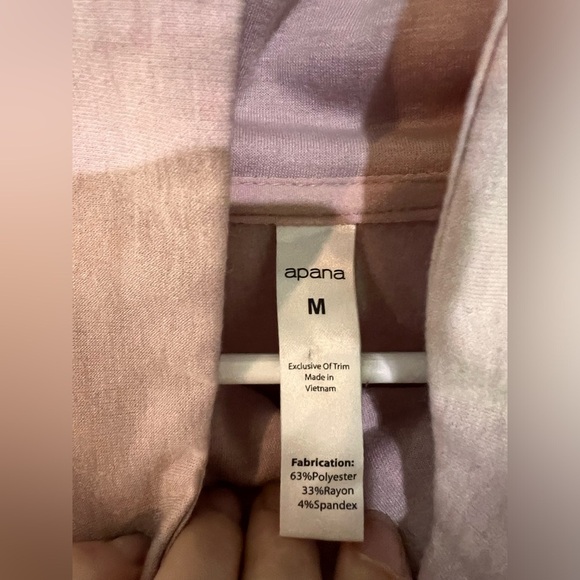 apana
M
Exclusive Of Trim
Made in
Vietnam
Fabrication:
63%Polyester
33%Rayon
4%Spandex